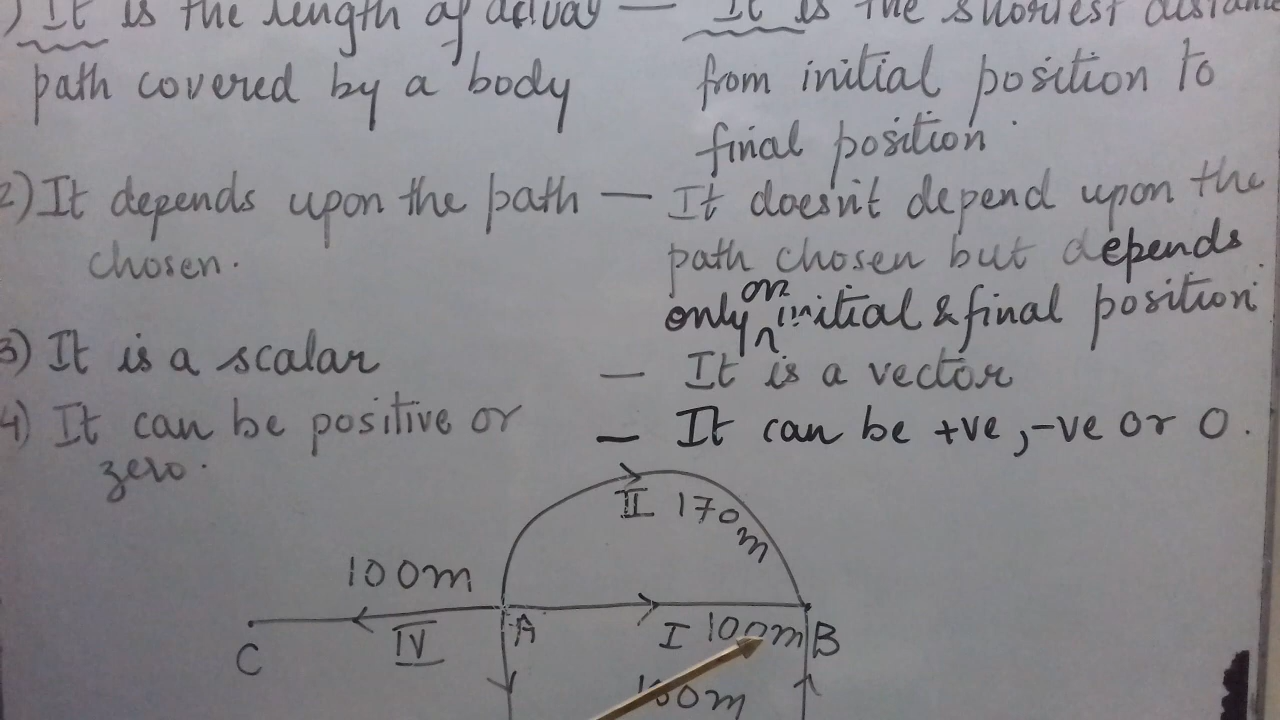 ) It is the length of actual — It is the shortest distance
path covered by a body from initial position to
final position.
2) It depends upon the path — It doesn't depend upon the
chosen. path chosen but depends
only on initial & final position
3) It is a scalar — It is a vector
4) It can be positive or — It can be +ve, -ve or 0.
zero.
II 170m
100m
A I 100m B
C IV
100m